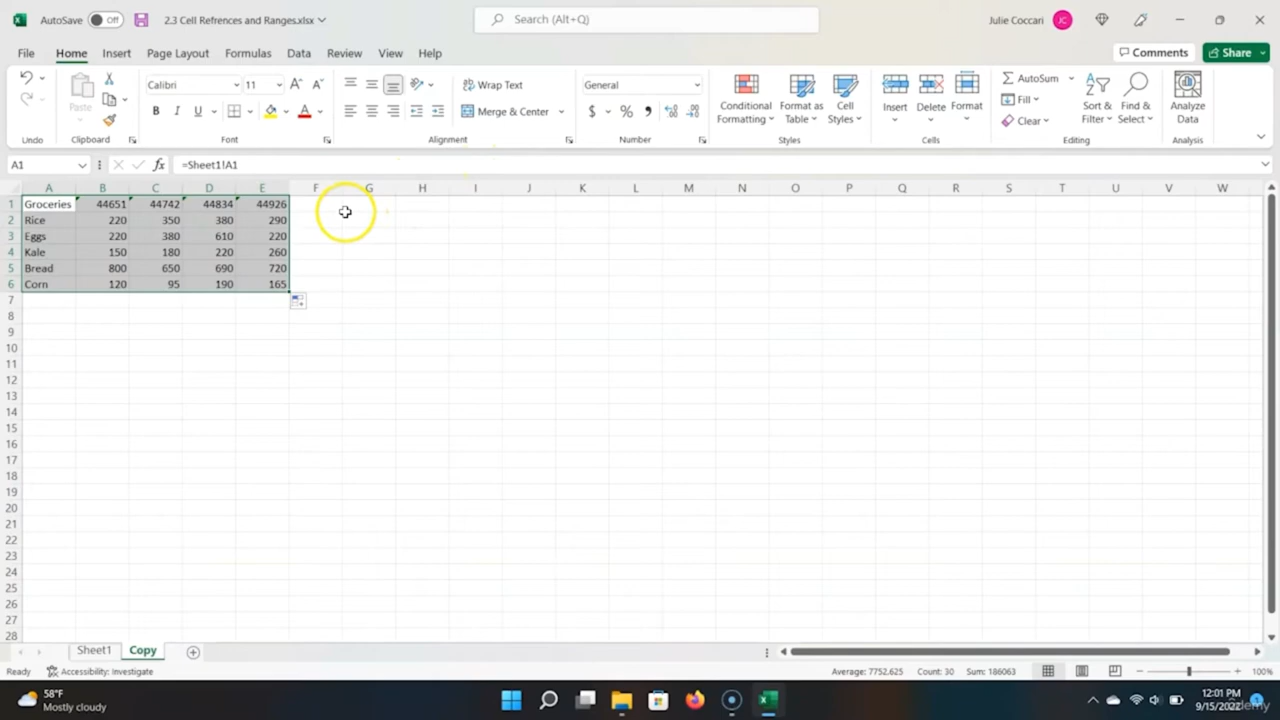 AutoSave Off 2.3 Cell Refrences and Ranges.xlsx Search (Alt+Q) Julie Coccari JC
File Home Insert Page Layout Formulas Data Review View Help Comments Share
Paste Calibri 11 Wrap Text General Conditional Formatting Format as Table Cell Styles Insert Delete Format AutoSum Sort & Filter Find & Select Analyze Data
B I U A Merge & Center $ % Fill
Clear
Undo Clipboard Font Alignment Number Styles Cells Editing Analysis
A1 fx =Sheet1!A1
A B C D E F G H I J K L M N O P Q R S T U V W
1 Groceries 44651 44742 44834 44926
2 Rice 220 350 380 290
3 Eggs 220 380 610 220
4 Kale 150 180 220 260
5 Bread 800 650 690 720
6 Corn 120 95 190 165
7
8
9
10
11
12
13
14
15
16
17
18
19
20
21
22
23
24
25
26
27
28
Sheet1 Copy
Ready Accessibility: Investigate Average: 7752.625 Count: 30 Sum: 186063 100%
58°F 12:01 PM
Mostly cloudy 9/15/2022